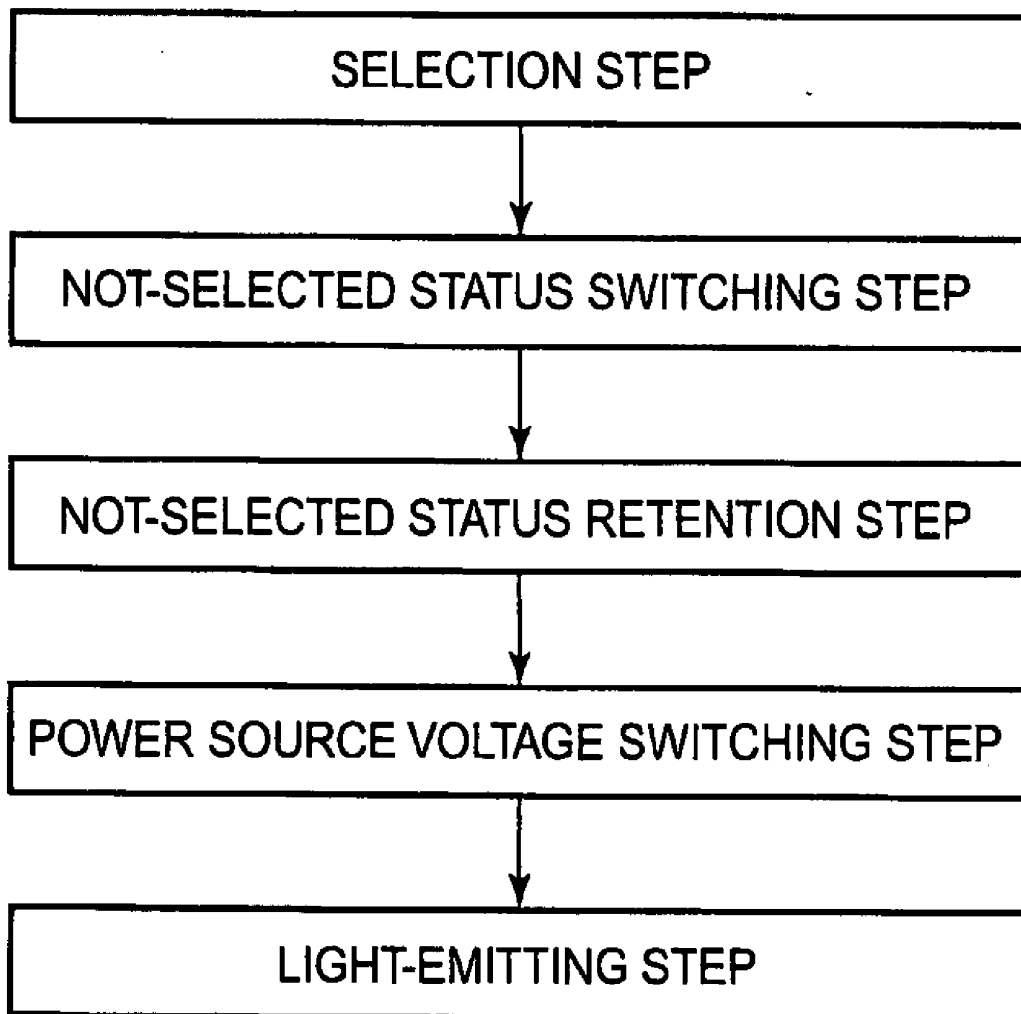 SELECTION STEP
NOT-SELECTED STATUS SWITCHING STEP
NOT-SELECTED STATUS RETENTION STEP
POWER SOURCE VOLTAGE SWITCHING STEP
LIGHT-EMITTING STEP